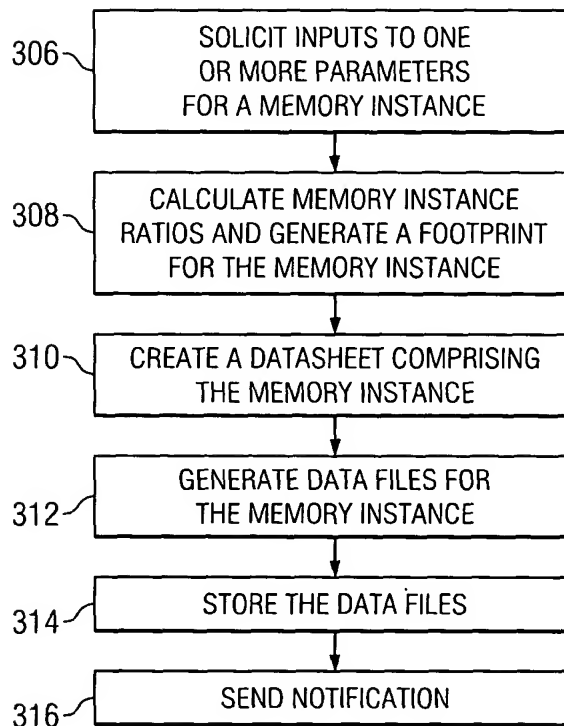 306
SOLICIT INPUTS TO ONE
OR MORE PARAMETERS
FOR A MEMORY INSTANCE
308
CALCULATE MEMORY INSTANCE
RATIOS AND GENERATE A FOOTPRINT
FOR THE MEMORY INSTANCE
310
CREATE A DATASHEET COMPRISING
THE MEMORY INSTANCE
312
GENERATE DATA FILES FOR
THE MEMORY INSTANCE
314
STORE THE DATA FILES
316
SEND NOTIFICATION